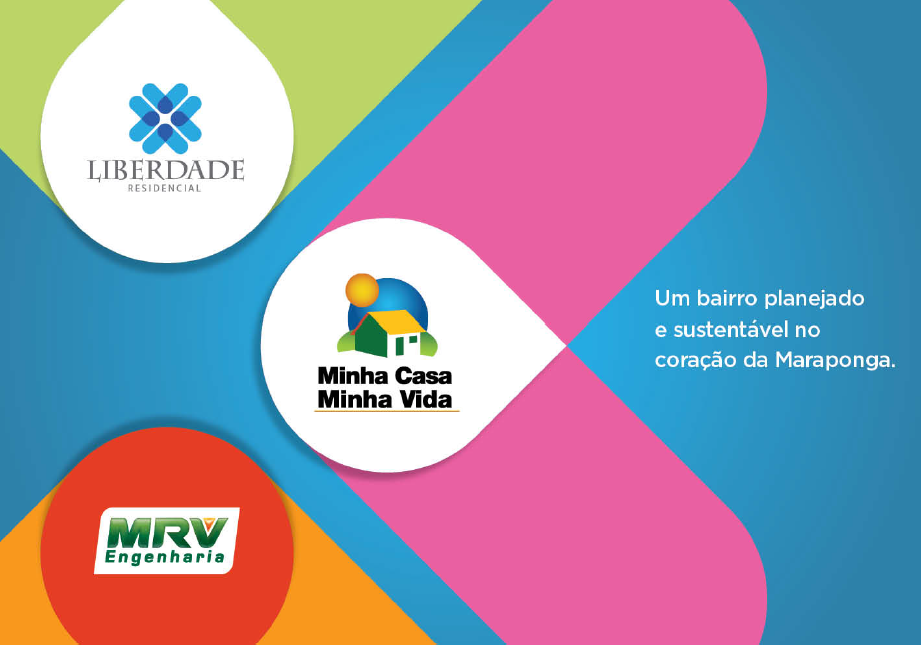 LIBERDADE
RESIDENCIAL
Minha Casa
Minha Vida
Um bairro planejado
e sustentável no
coração da Maraponga.
MRV
Engenharia